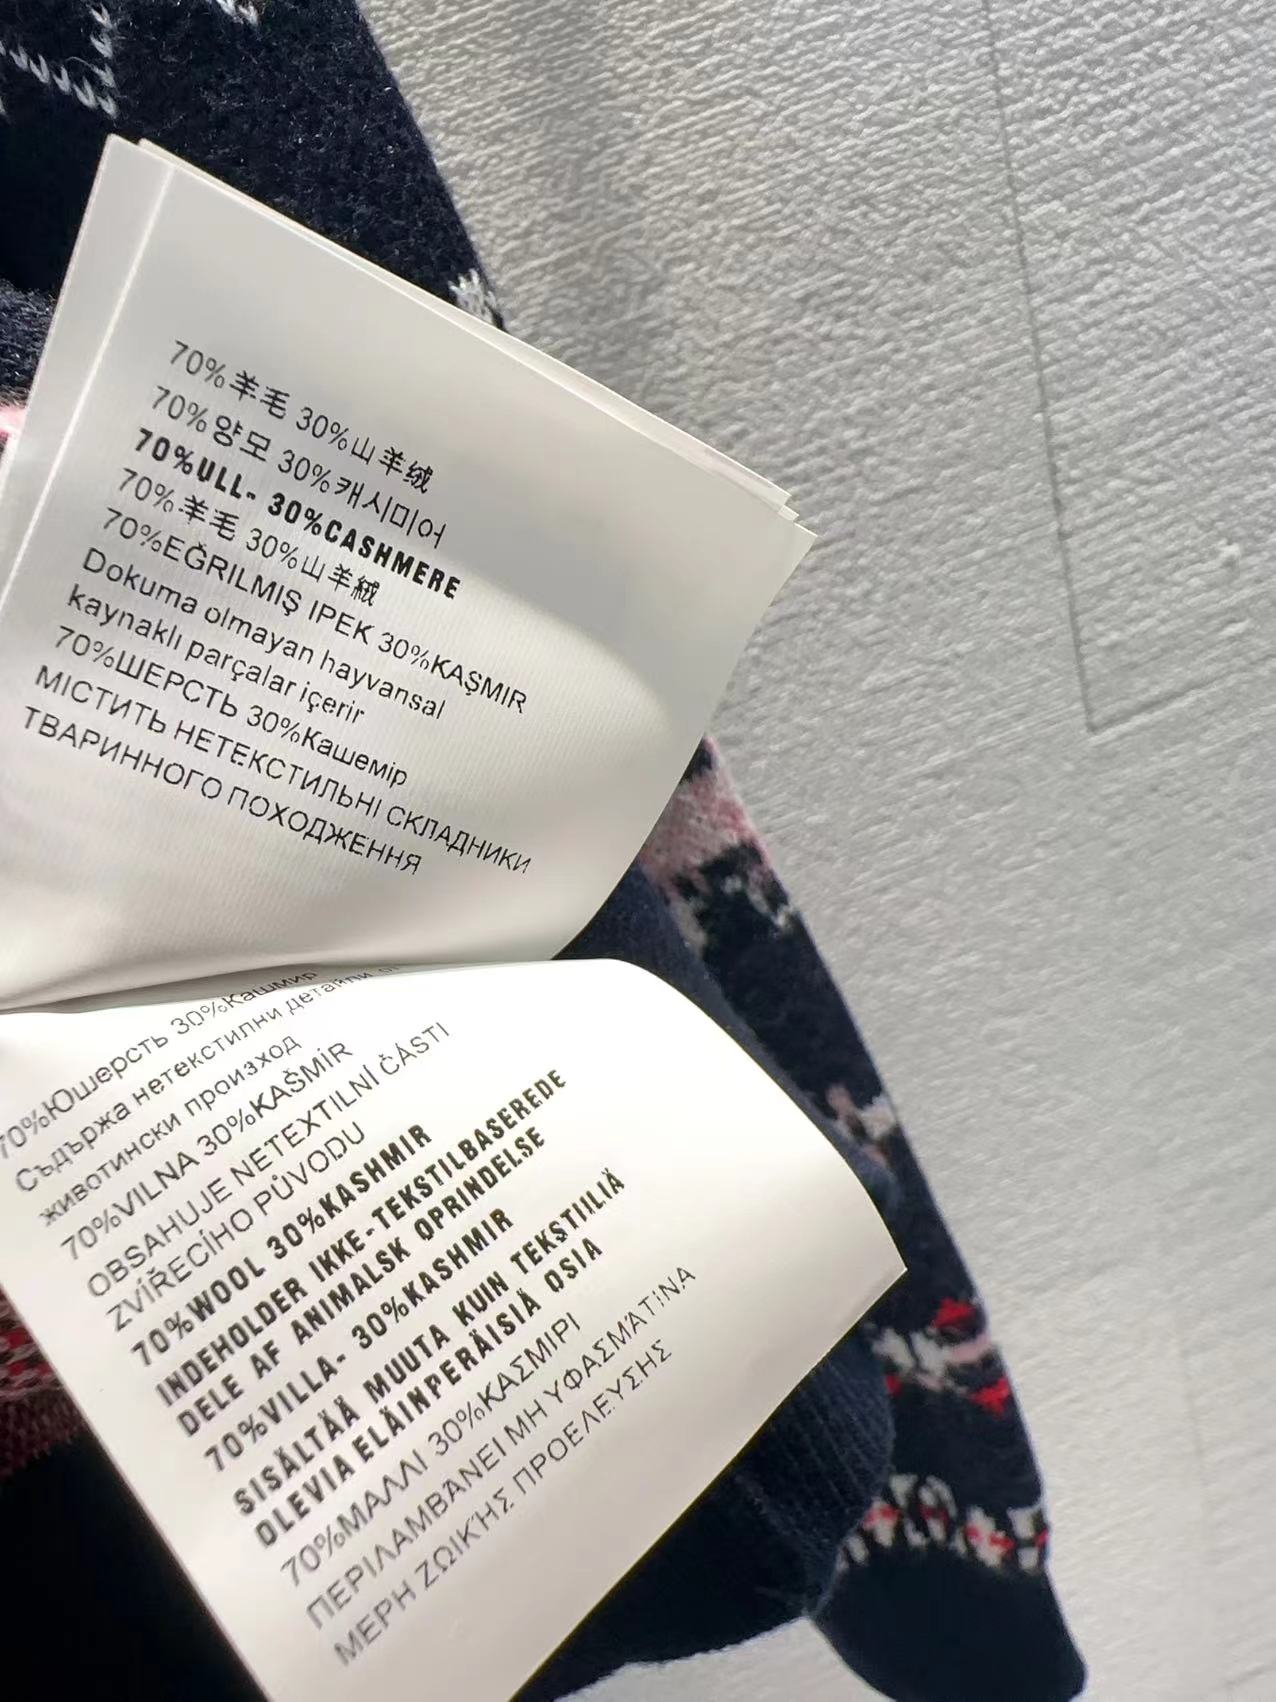 70%羊毛 30%山羊绒
70%양모 30%캐시미어
70%ULL- 30%CASHMERE
70%羊毛 30%山羊絨
70%EĞRILMIŞ IPEK 30%KAŞMIR
Dokuma olmayan hayvansal
kaynaklı parçalar içerir
70%ШЕРСТЬ 30%Кашемір
МІСТИТЬ НЕТЕКСТИЛЬНІ СКЛАДНИКИ
ТВАРИННОГО ПОХОДЖЕННЯ
70%Юшерсть 30%Кашмир
Съдържа нетекстилни детайли от
животински произход
70%VILNA 30%KAŠMÍR
OBSAHUJE NETEXTILNÍ ČÁSTI
ZVÍŘECÍHO PŮVODU
70%WOOL 30%KASHMIR
INDEHOLDER IKKE-TEKSTILBASEREDE
DELE AF ANIMALSK OPRINDELSE
70%VILLA- 30%KASHMIR
SISÄLTÄÄ MUUTA KUIN TEKSTIILIÄ
OLEVIA ELÄINPERÄISIÄ OSIA
70%ΜΑΛΛΙ 30%ΚΑΣΜΙΡΙ
ΠΕΡΙΛΑΜΒΆΝΕΙ ΜΗ ΥΦΑΣΜΆΤΙΝΑ
ΜΕΡΗ ΖΩΙΚΉΣ ΠΡΟΕΛΕΥΣΗΣ